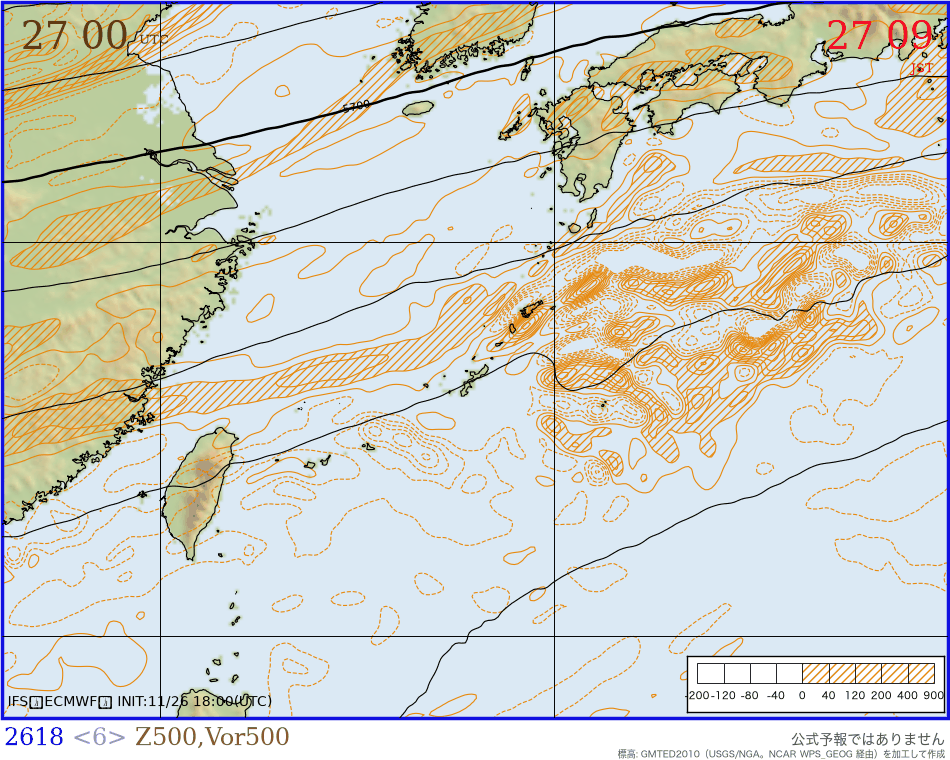 27 00 UTC
27 09
JST
5700
-200 -120 -80 -40 0 40 120 200 400 900
IFS ECMWF INIT:11/26 18:00(UTC)
2618 <6> Z500,Vor500
公式予報ではありません
標高: GMTED2010（USGS/NGA。NCAR WPS_GEOG 経由）を加工して作成